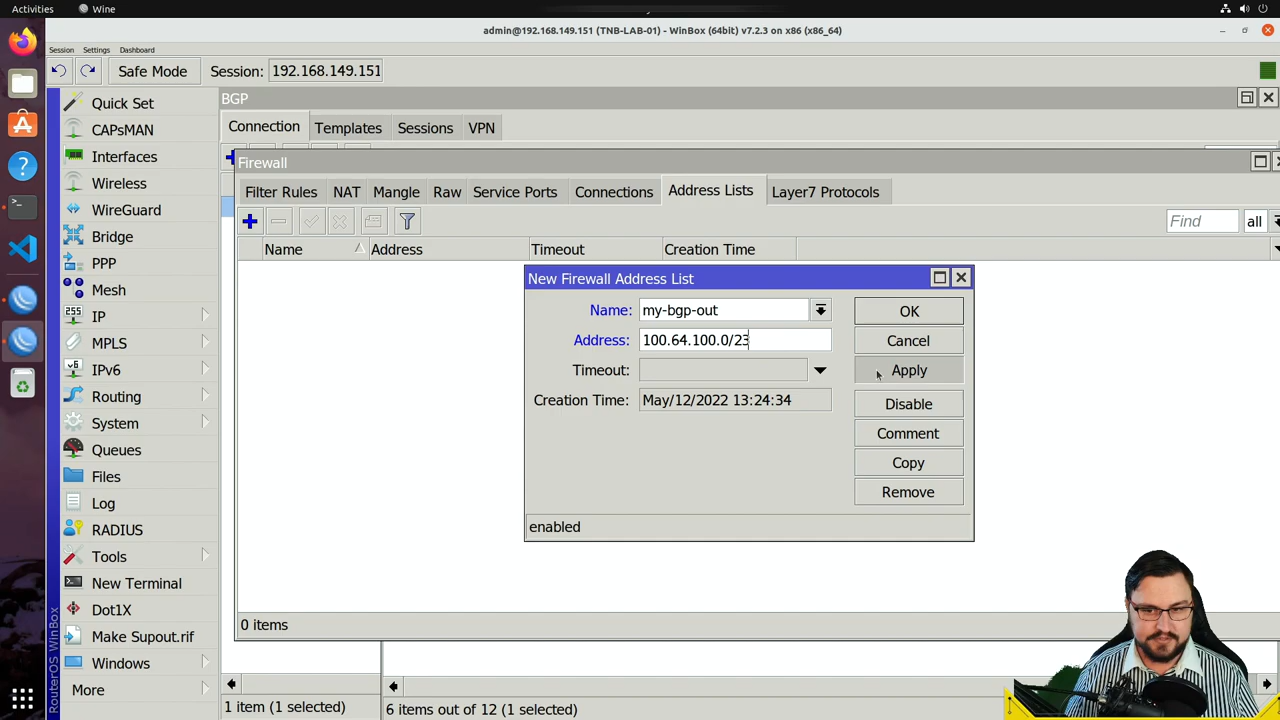 Activities
Wine
admin@192.168.149.151 (TNB-LAB-01) - WinBox (64bit) v7.2.3 on x86 (x86_64)
Session Settings Dashboard
Safe Mode Session: 192.168.149.151
Quick Set
CAPsMAN
Interfaces
Wireless
WireGuard
Bridge
PPP
Mesh
255 IP
MPLS
v6 IPv6
Routing
System
Queues
Files
Log
RADIUS
Tools
New Terminal
Dot1X
Make Supout.rif
Windows
More
RouterOS WinBox
BGP
Connection Templates Sessions VPN
Firewall
Filter Rules NAT Mangle Raw Service Ports Connections Address Lists Layer7 Protocols
Find all
Name Address Timeout Creation Time
New Firewall Address List
Name: my-bgp-out
Address: 100.64.100.0/23
Timeout:
Creation Time: May/12/2022 13:24:34
OK
Cancel
Apply
Disable
Comment
Copy
Remove
enabled
0 items
1 item (1 selected)
6 items out of 12 (1 selected)